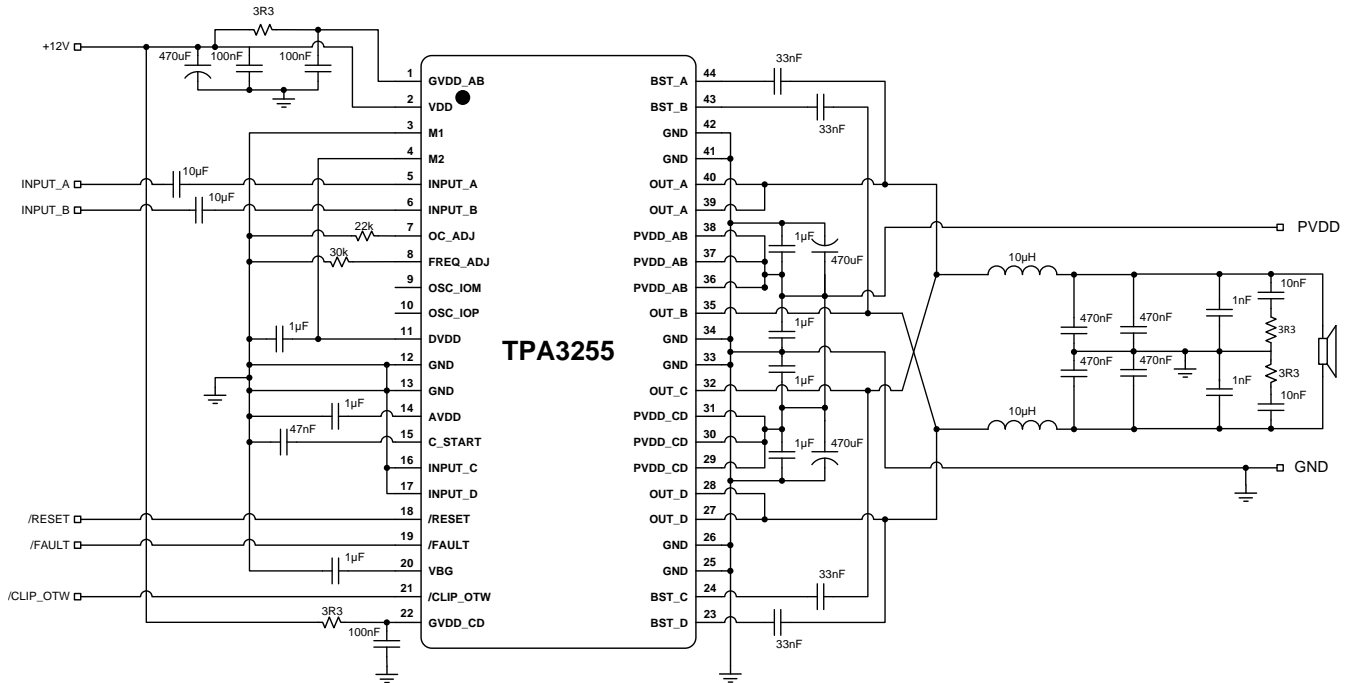 3R3
+12V
470uF
100nF
100nF
1
GVDD_AB
2
VDD
3
M1
4
M2
INPUT_A
10µF
5
INPUT_A
INPUT_B
10µF
6
INPUT_B
22k
7
OC_ADJ
30k
8
FREQ_ADJ
9
OSC_IOM
10
OSC_IOP
1µF
11
DVDD
12
GND
13
GND
1µF
14
AVDD
47nF
15
C_START
16
INPUT_C
17
INPUT_D
/RESET
18
/RESET
/FAULT
19
/FAULT
1µF
20
VBG
/CLIP_OTW
21
/CLIP_OTW
3R3
22
GVDD_CD
100nF
TPA3255
BST_A
44
33nF
BST_B
43
33nF
GND
42
GND
41
OUT_A
40
OUT_A
39
PVDD_AB
38
1µF
PVDD_AB
37
470uF
PVDD_AB
36
OUT_B
35
1µF
GND
34
GND
33
1µF
OUT_C
32
PVDD_CD
31
PVDD_CD
30
1µF
470uF
PVDD_CD
29
OUT_D
28
OUT_D
27
GND
26
GND
25
BST_C
24
33nF
BST_D
23
33nF
PVDD
10µH
470nF
470nF
1nF
10nF
3R3
470nF
470nF
1nF
3R3
10nF
10µH
GND